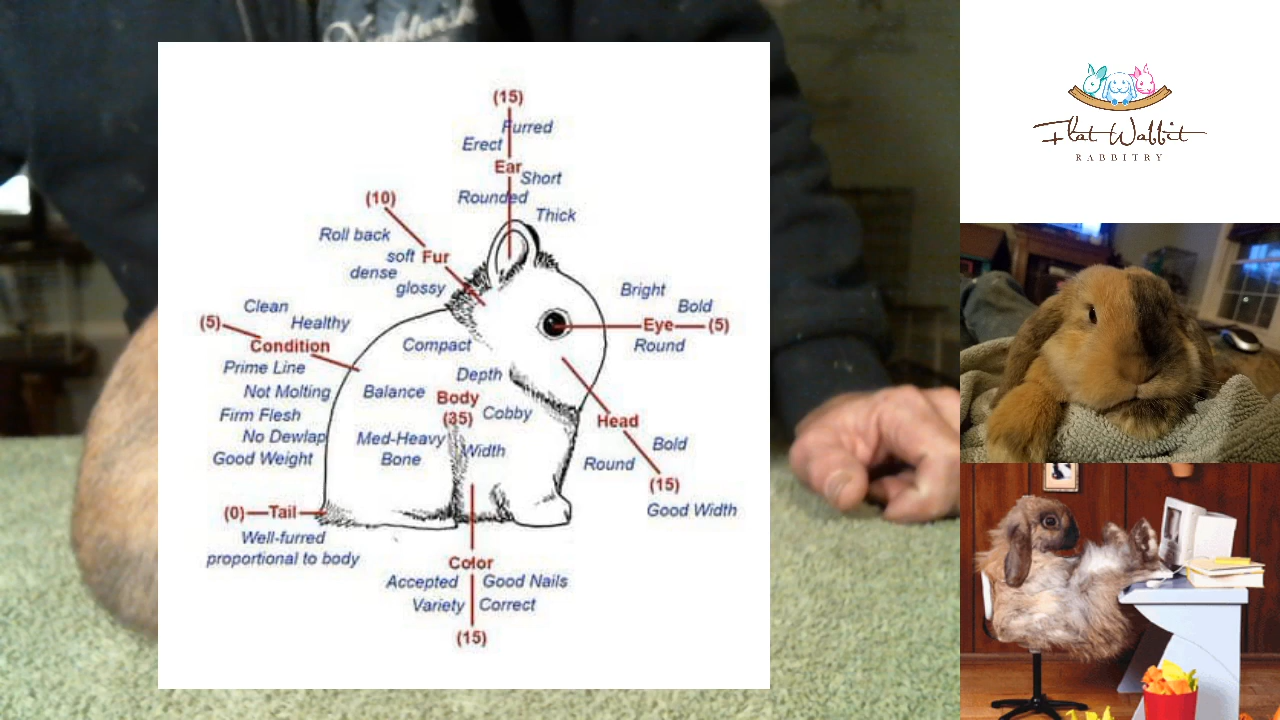 (15)
Furred
Erect
Ear
Short
Rounded
Thick
(10)
Roll back
soft Fur
dense
glossy
Clean
(5)
Healthy
Condition
Prime Line
Not Molting
Firm Flesh
No Dewlap
Good Weight
Compact
Depth
Balance
Body
(35)
Cobby
Med-Heavy
Bone
Width
Bright
Bold
Eye
(5)
Round
Head
Bold
Round
(15)
Good Width
(0)
Tail
Well-furred
proportional to body
Color
Accepted
Good Nails
Variety
Correct
(15)
Flat Wabbit
RABBITRY